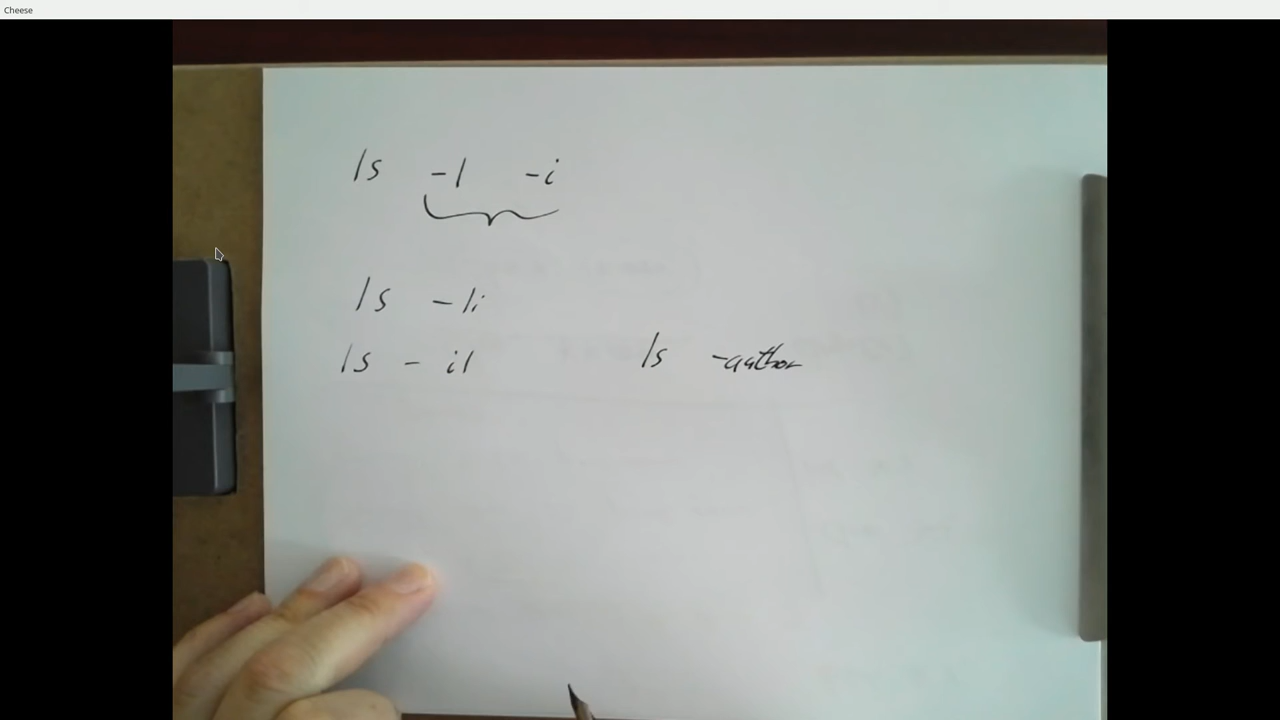 Cheese
ls -l -i
ls -li
ls -il
ls -author